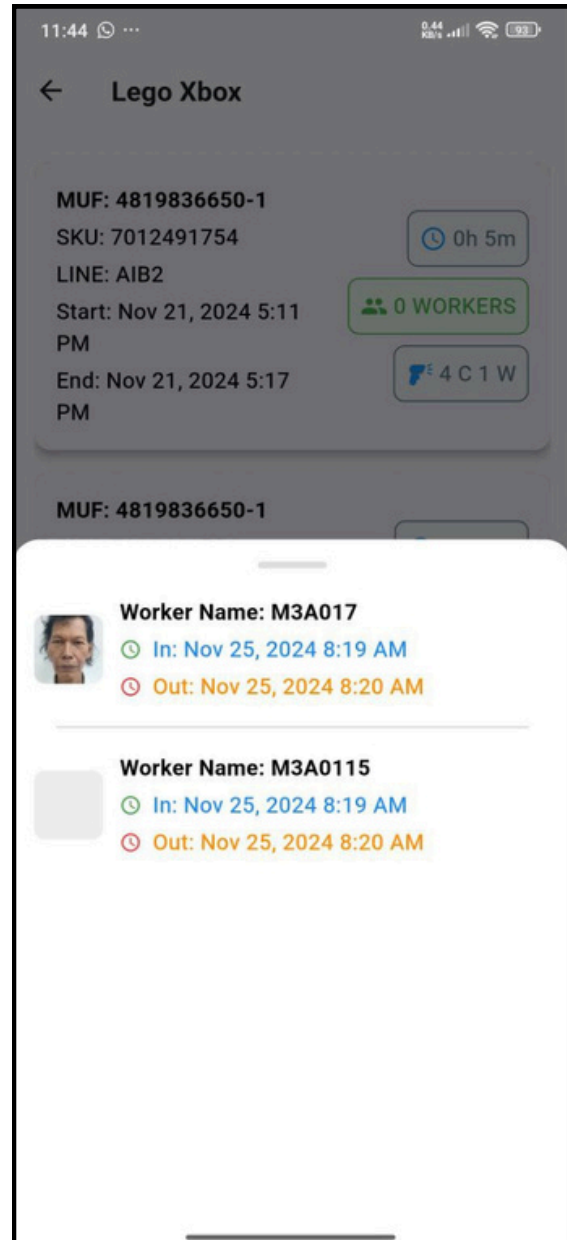 11:44 ...
0.44
KB/s
93
Lego Xbox
MUF: 4819836650-1
SKU: 7012491754
LINE: AIB2
Start: Nov 21, 2024 5:11
PM
End: Nov 21, 2024 5:17
PM
0h 5m
0 WORKERS
4 C 1 W
MUF: 4819836650-1
Worker Name: M3A017
In: Nov 25, 2024 8:19 AM
Out: Nov 25, 2024 8:20 AM
Worker Name: M3A0115
In: Nov 25, 2024 8:19 AM
Out: Nov 25, 2024 8:20 AM